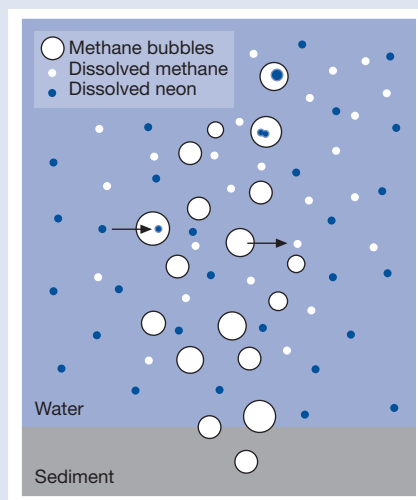 Methane bubbles
Dissolved methane
Dissolved neon
Water
Sediment